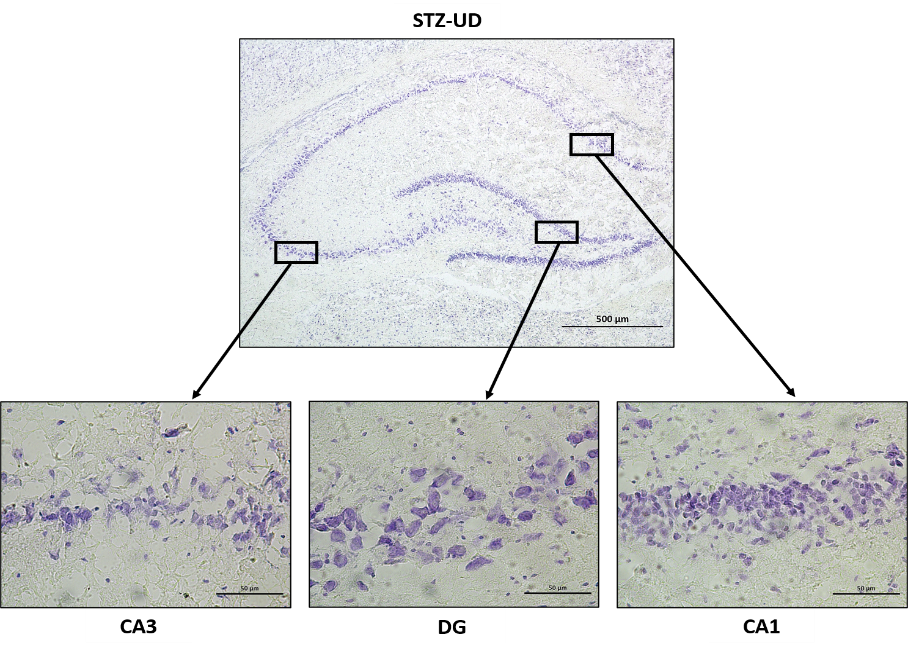 STZ-UD
500 µm
50 µm
50 µm
50 µm
CA3
DG
CA1